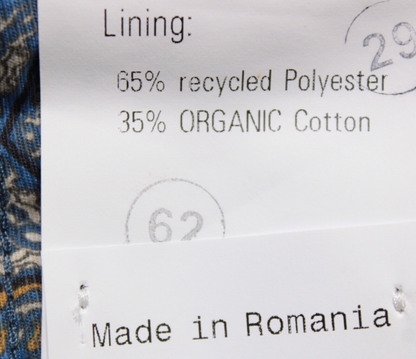 Lining:
29
65% recycled Polyester
35% ORGANIC Cotton
62
Made in Romania